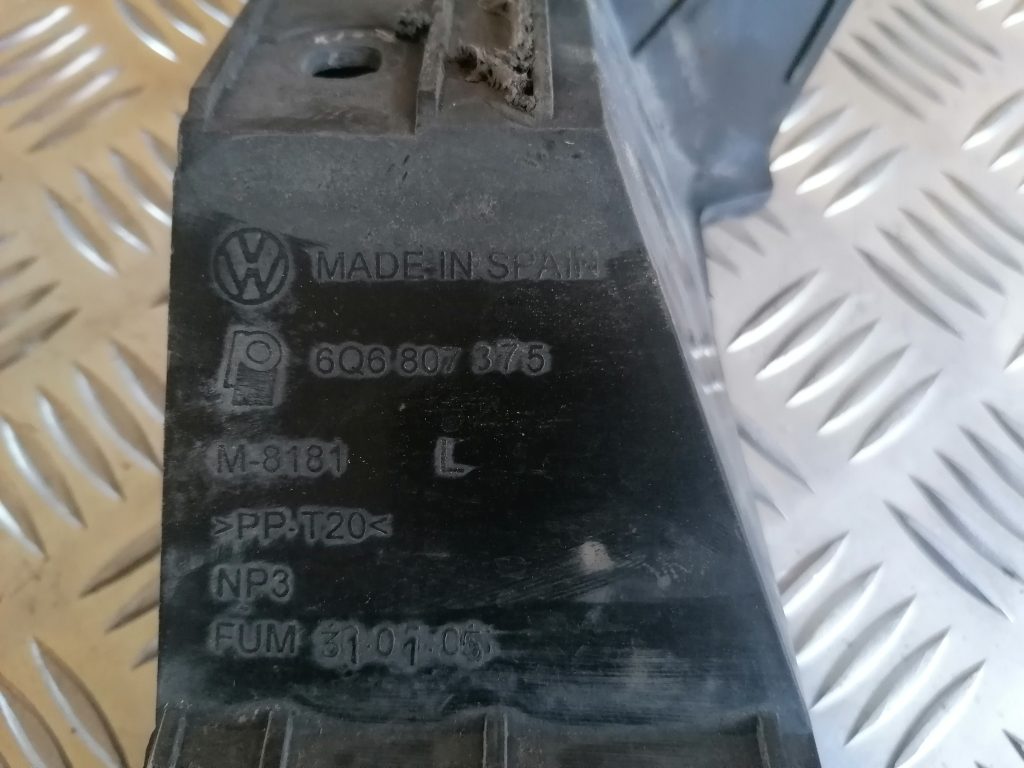 MADE IN SPAIN
6Q6 807 375
M-8181 L
>PP-T20<
NP3
FUM 31-01-05